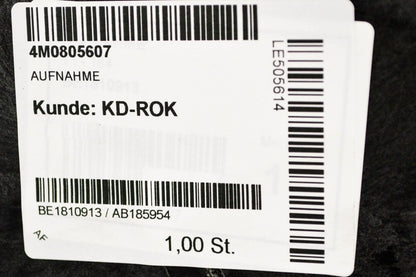 4M0805607
AUFNAHME
Kunde: KD-ROK
BE1810913 / AB185954
1,00 St.
LE505614